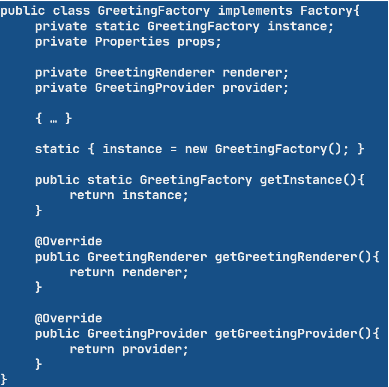 public class GreetingFactory implements Factory{
private static GreetingFactory instance;
private Properties props;
private GreetingRenderer renderer;
private GreetingProvider provider;
{ … }
static { instance = new GreetingFactory(); }
public static GreetingFactory getInstance(){
return instance;
}
@Override
public GreetingRenderer getGreetingRenderer(){
return renderer;
}
@Override
public GreetingProvider getGreetingProvider(){
return provider;
}
}